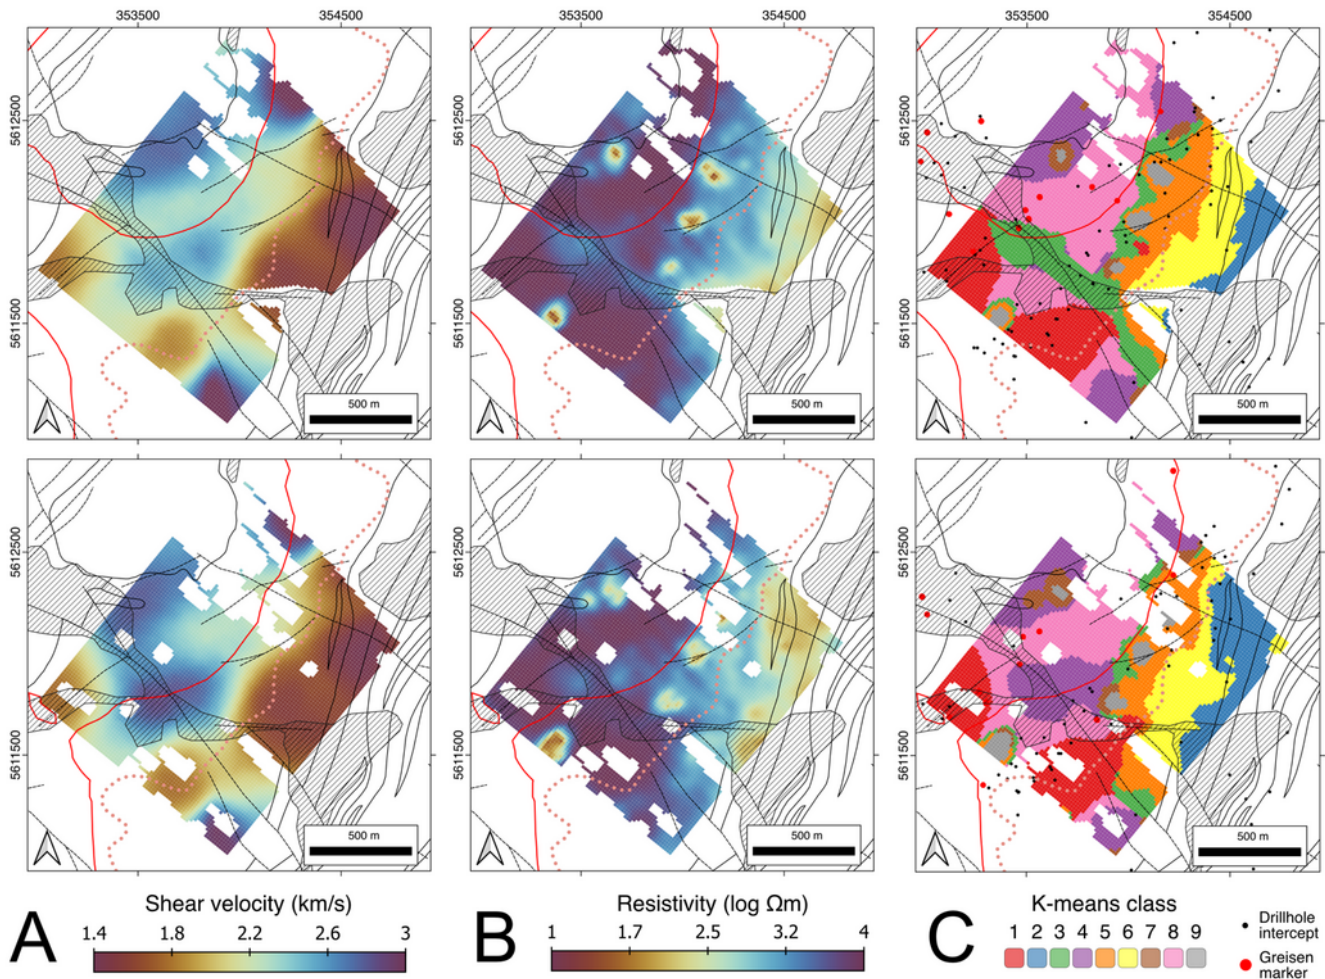 353500 354500 353500 354500 353500 354500
5612500 5612500 5612500
5611500 5611500 5611500
500 m 500 m 500 m
5612500 5612500 5612500
5611500 5611500 5611500
500 m 500 m 500 m
A
Shear velocity (km/s)
1.4 1.8 2.2 2.6 3
B
Resistivity (log Ωm)
1 1.7 2.5 3.2 4
C
K-means class
1 2 3 4 5 6 7 8 9
Drillhole
intercept
Greisen
marker